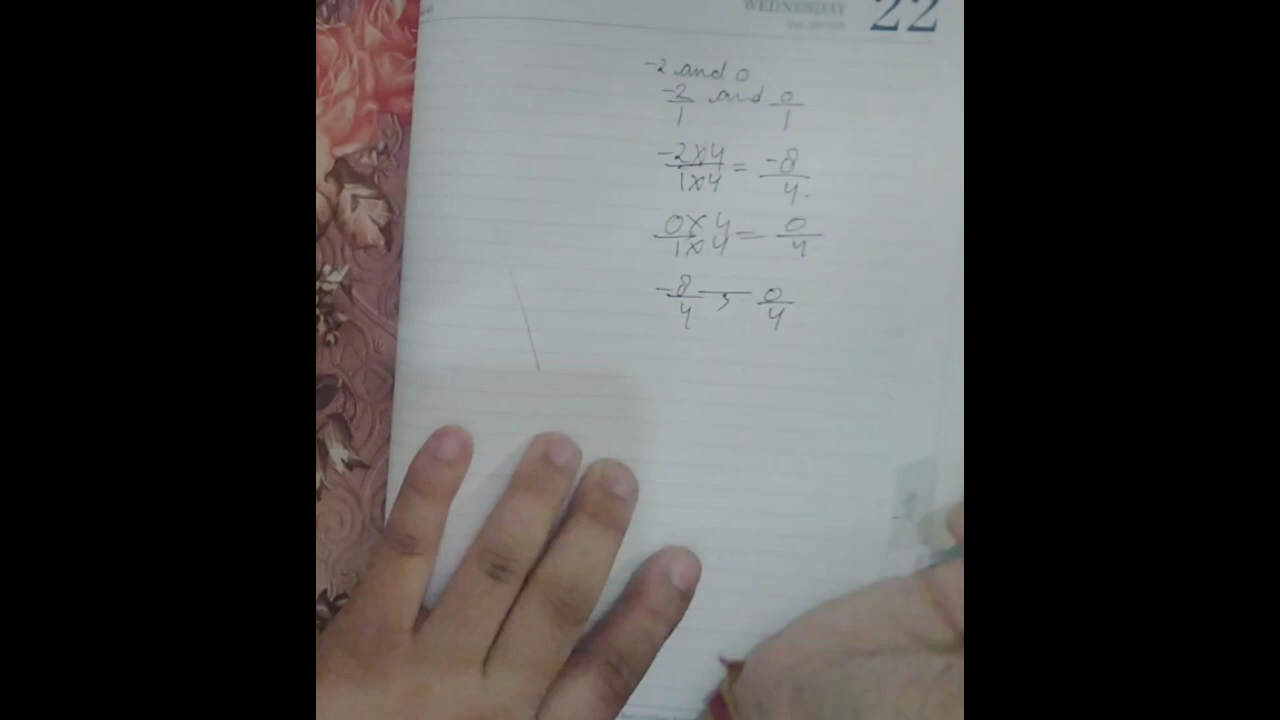 WEDNESDAY 22
-2 and 0
-2/1 and 0/1
-2×4/1×4 = -8/4.
0×4/1×4 = 0/4
-8/4 — , 0/4